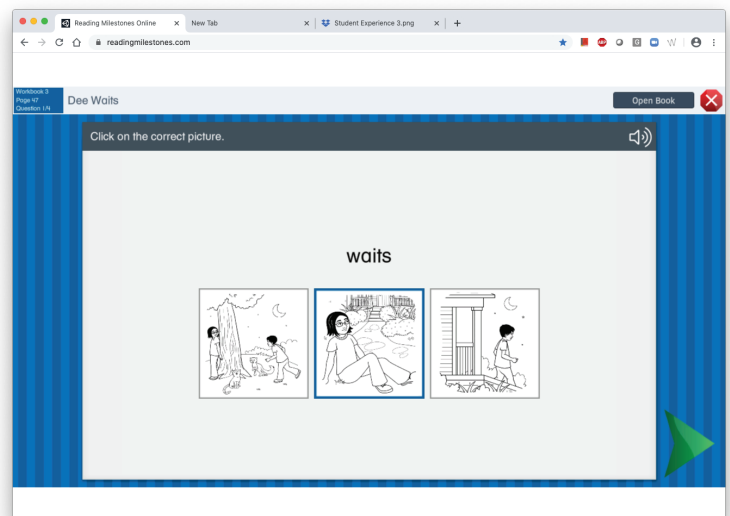 Reading Milestones Online
New Tab
Student Experience 3.png
readingmilestones.com
Workbook 3
Page 47
Question 1/4
Dee Waits
Open Book
Click on the correct picture.
waits